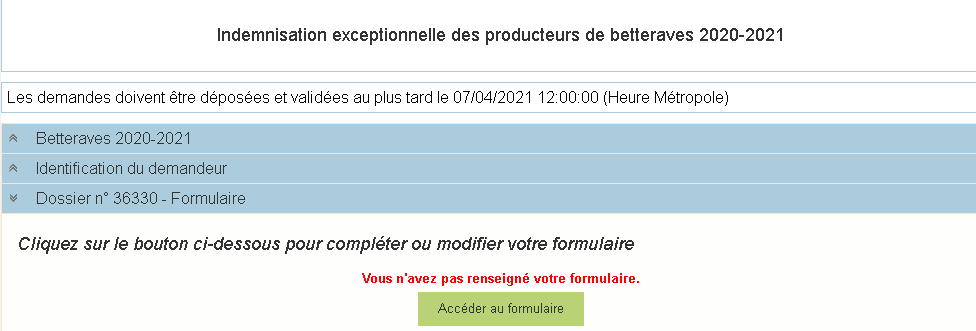 Indemnisation exceptionnelle des producteurs de betteraves 2020-2021
Les demandes doivent être déposées et validées au plus tard le 07/04/2021 12:00:00 (Heure Métropole)
Betteraves 2020-2021
Identification du demandeur
Dossier n° 36330 - Formulaire
Cliquez sur le bouton ci-dessous pour compléter ou modifier votre formulaire
Vous n'avez pas renseigné votre formulaire.
Accéder au formulaire